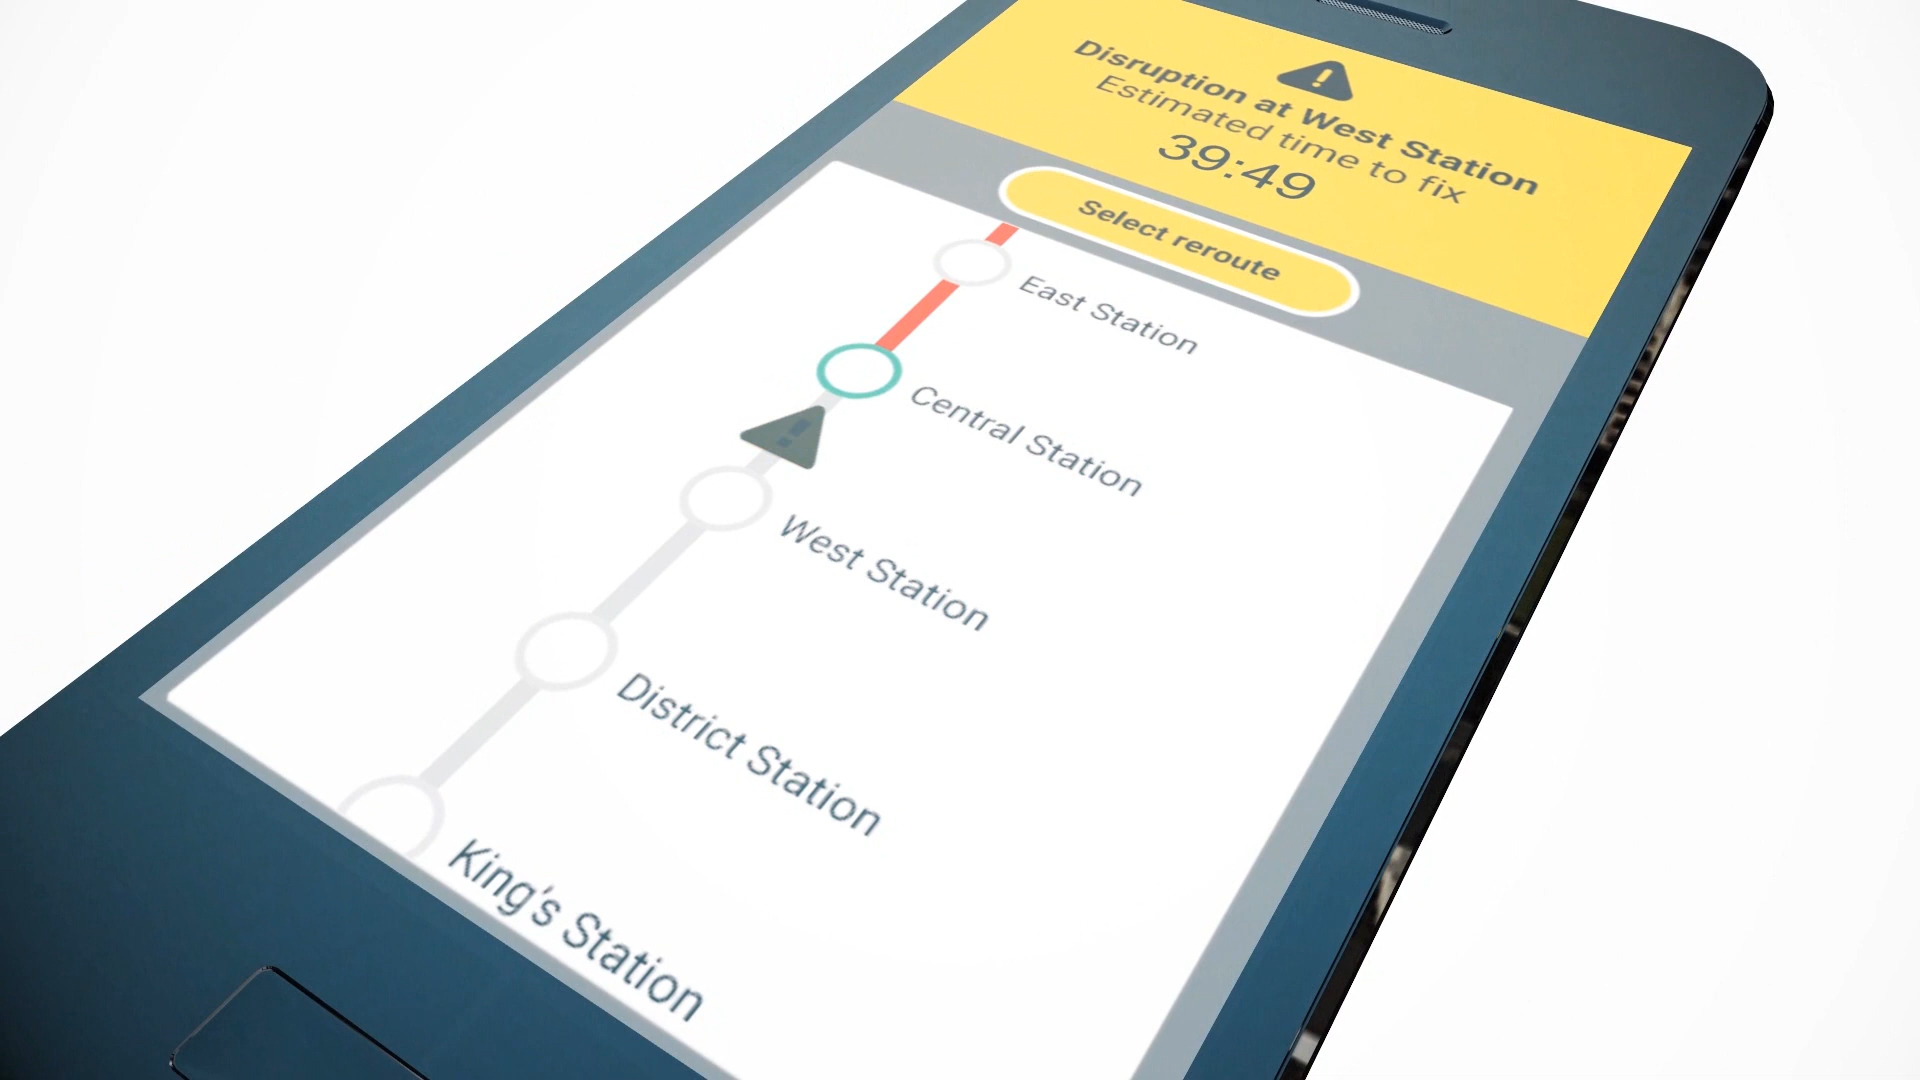 Disruption at West Station
Estimated time to fix
39:49
Select reroute
East Station
Central Station
West Station
District Station
King's Station